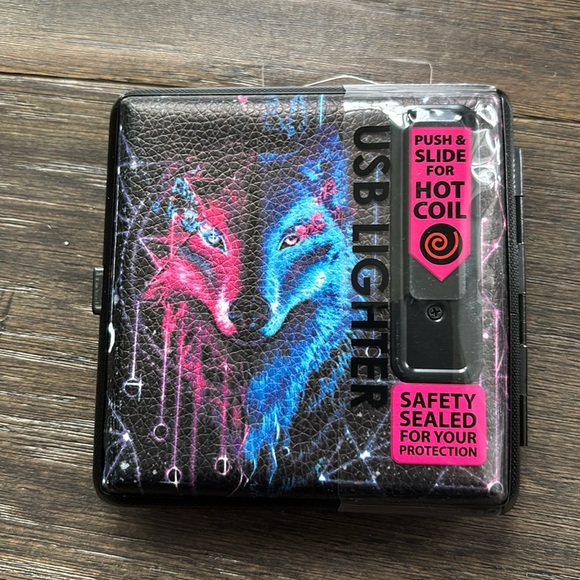 USB LIGHTER
PUSH &
SLIDE
FOR
HOT
COIL
SAFETY
SEALED
FOR YOUR
PROTECTION